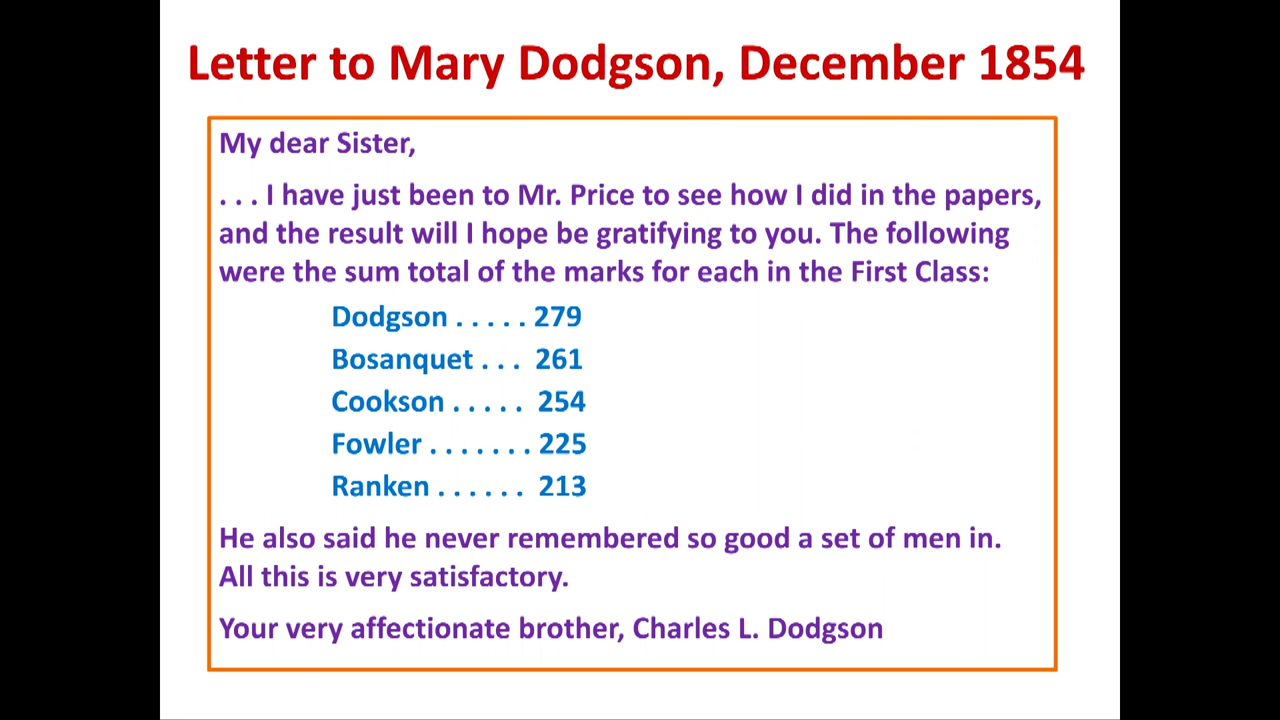 Letter to Mary Dodgson, December 1854
My dear Sister,
. . . I have just been to Mr. Price to see how I did in the papers,
and the result will I hope be gratifying to you. The following
were the sum total of the marks for each in the First Class:
Dodgson . . . . . 279
Bosanquet . . . 261
Cookson . . . . . 254
Fowler . . . . . . . 225
Ranken . . . . . . 213
He also said he never remembered so good a set of men in.
All this is very satisfactory.
Your very affectionate brother, Charles L. Dodgson